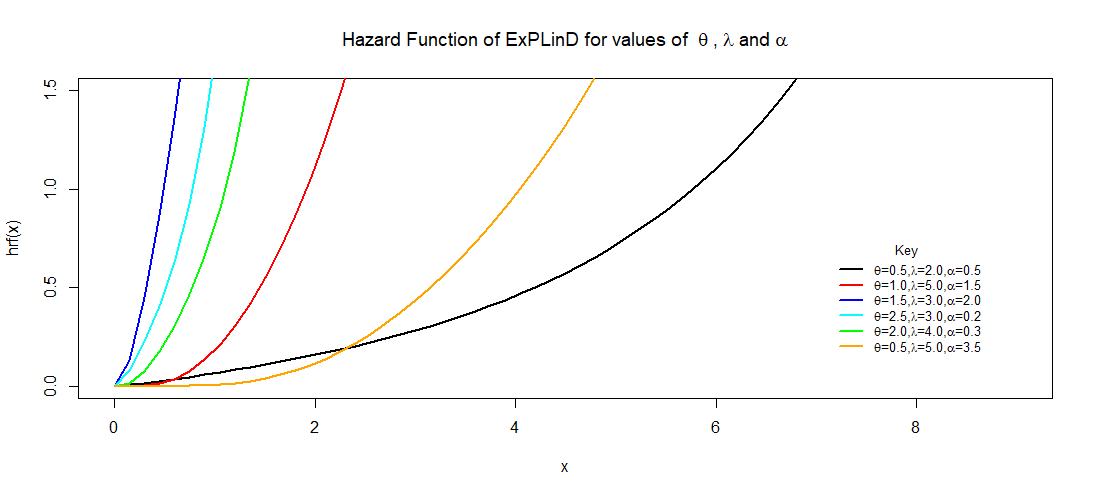 Hazard Function of ExPLinD for values of θ , λ and α
hrf(x)
1.5
1.0
0.5
0.0
Key
θ=0.5,λ=2.0,α=0.5
θ=1.0,λ=5.0,α=1.5
θ=1.5,λ=3.0,α=2.0
θ=2.5,λ=3.0,α=0.2
θ=2.0,λ=4.0,α=0.3
θ=0.5,λ=5.0,α=3.5
0 2 4 6 8
x